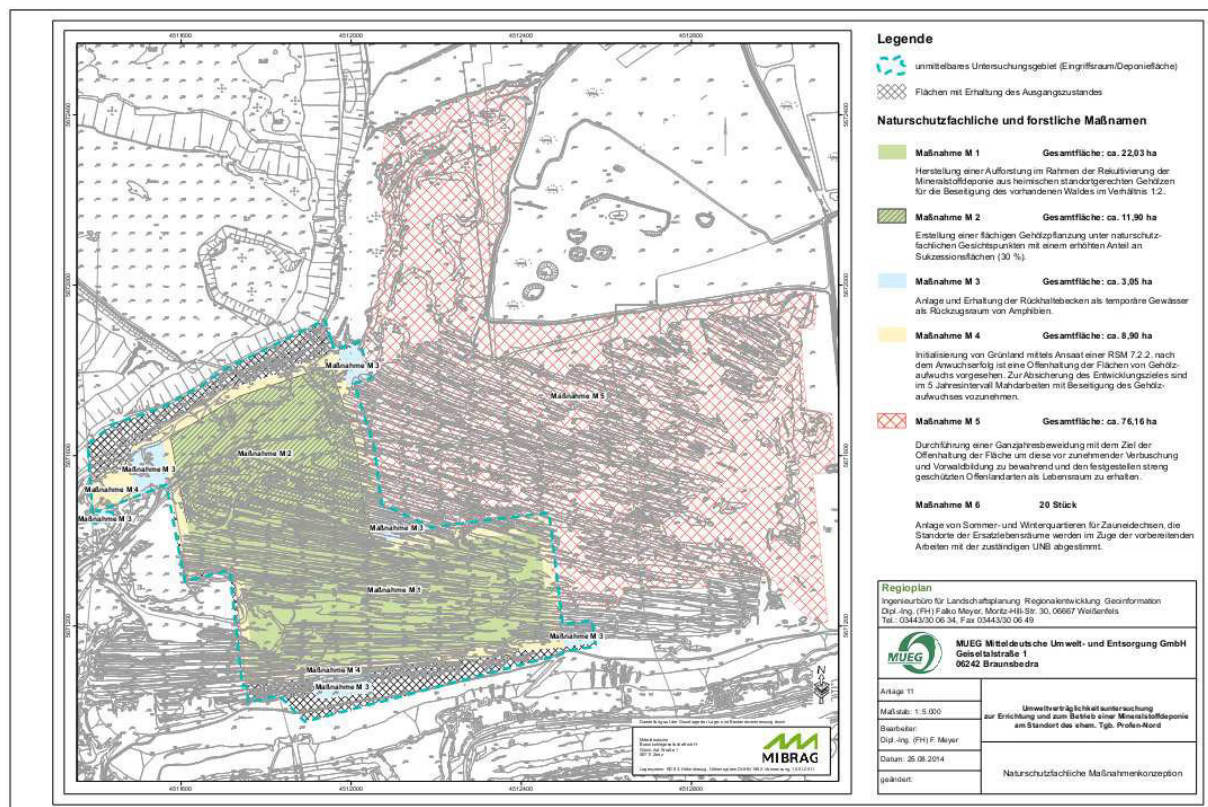 4511600
4512000
4512400
4512800
5672400
5672400
5672000
5672000
5671600
5671600
5671200
5671200
Maßnahme M 3
Maßnahme M 5
Maßnahme M 2
Maßnahme M 3
Maßnahme M 4
Maßnahme M 3
Maßnahme M 3
Maßnahme M 1
Maßnahme M 3
Maßnahme M 4
Maßnahme M 3
N
MIBRAG
4511600
4512000
4512400
4512800
Legende
unmittelbares Untersuchungsgebiet (Eingriffsraum/Deponiefläche)
Flächen mit Erhaltung des Ausgangszustandes
Naturschutzfachliche und forstliche Maßnamen
Maßnahme M 1 Gesamtfläche: ca. 22,03 ha
Herstellung einer Aufforstung im Rahmen der Rekultivierung der
Mineralstoffdeponie aus heimischen standortgerechten Gehölzen
für die Beseitigung des vorhandenen Waldes im Verhältnis 1:2.
Maßnahme M 2 Gesamtfläche: ca. 11,90 ha
Erstellung einer flächigen Gehölzpflanzung unter naturschutz-
fachlichen Gesichtspunkten mit einem erhöhten Anteil an
Sukzessionsflächen (30 %).
Maßnahme M 3 Gesamtfläche: ca. 3,05 ha
Anlage und Erhaltung der Rückhaltebecken als temporäre Gewässer
als Rückzugsraum von Amphibien.
Maßnahme M 4 Gesamtfläche: ca. 8,90 ha
Initialisierung von Grünland mittels Ansaat einer RSM 7.2.2. nach
dem Anwuchserfolg ist eine Offenhaltung der Flächen von Gehölz-
aufwuchs vorgesehen. Zur Absicherung des Entwicklungszieles sind
im 5 Jahresintervall Mahdarbeiten mit Beseitigung des Gehölz-
aufwuchses vozunehmen.
Maßnahme M 5 Gesamtfläche: ca. 76,16 ha
Durchführung einer Ganzjahresbeweidung mit dem Ziel der
Offenhaltung der Fläche um diese vor zunehmender Verbuschung
und Vorwaldbildung zu bewahrend und den festgestellen streng
geschützten Offenlandarten als Lebensraum zu erhalten.
Maßnahme M 6 20 Stück
Anlage von Sommer- und Winterquartieren für Zauneidechsen, die
Standorte der Ersatzlebensräume werden im Zuge der vorbereitenden
Arbeiten mit der zuständigen UNB abgestimmt.
Regioplan
Ingenieurbüro für Landschaftsplanung Regionalentwicklung Geoinformation
Dipl.-Ing. (FH) Falko Meyer, Moritz-Hill-Str. 30, 06667 Weißenfels
Tel.: 03443/30 06 34, Fax 03443/30 06 49
MUEG
MUEG Mitteldeutsche Umwelt- und Entsorgung GmbH
Geiseltalstraße 1
06242 Braunsbedra
Anlage 11
Maßstab: 1: 5.000
Bearbeiter:
Dipl.-Ing. (FH) F. Meyer
Datum: 25.08.2014
geändert:
Umweltverträglichkeitsuntersuchung
zur Errichtung und zum Betrieb einer Mineralstoffdeponie
am Standort des ehem. Tgb. Profen-Nord
Naturschutzfachliche Maßnahmenkonzeption